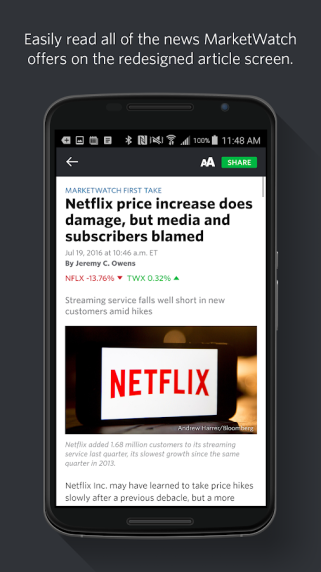 Easily read all of the news MarketWatch
offers on the redesigned article screen.
100% 11:48 AM
AA SHARE
MARKETWATCH FIRST TAKE
Netflix price increase does
damage, but media and
subscribers blamed
Jul 19, 2016 at 10:46 a.m. ET
By Jeremy C. Owens
NFLX -13.76% TWX 0.32%
Streaming service falls well short in new
customers amid hikes
NETFLIX
Andrew Harrer/Bloomberg
Netflix added 1.68 million customers to its streaming
service last quarter, its slowest growth since the same
quarter in 2013.
Netflix Inc. may have learned to take price hikes
slowly after a previous debacle, but a more